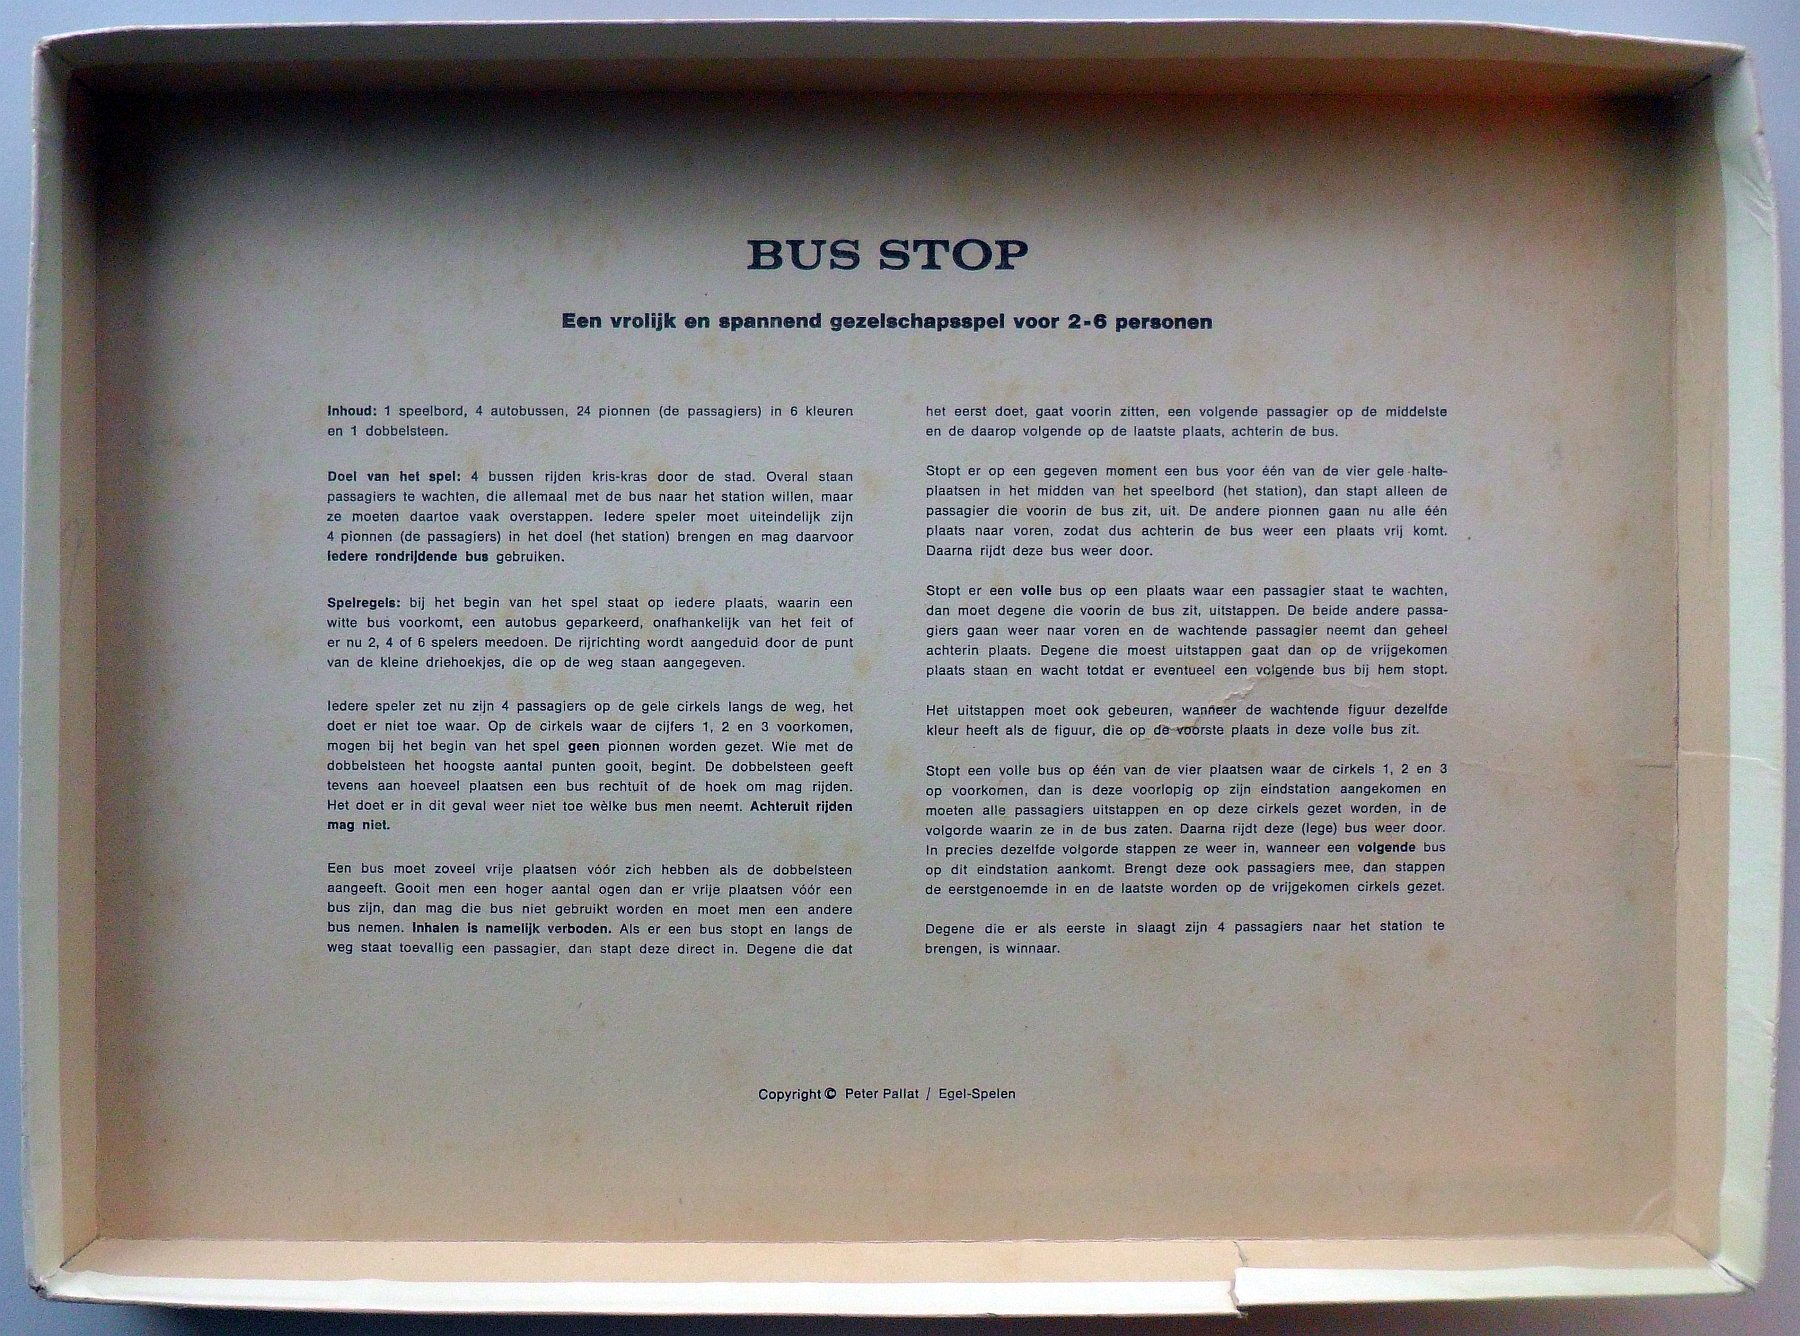 BUS STOP
Een vrolijk en spannend gezelschapsspel voor 2-6 personen
Inhoud: 1 speelbord, 4 autobussen, 24 pionnen (de passagiers) in 6 kleuren
en 1 dobbelsteen.
Doel van het spel: 4 bussen rijden kris-kras door de stad. Overal staan
passagiers te wachten, die allemaal met de bus naar het station willen, maar
ze moeten daartoe vaak overstappen. Iedere speler moet uiteindelijk zijn
4 pionnen (de passagiers) in het doel (het station) brengen en mag daarvoor
iedere rondrijdende bus gebruiken.
Spelregels: bij het begin van het spel staat op iedere plaats, waarin een
witte bus voorkomt, een autobus geparkeerd, onafhankelijk van het feit of
er nu 2, 4 of 6 spelers meedoen. De rijrichting wordt aangeduid door de punt
van de kleine driehoekjes, die op de weg staan aangegeven.
Iedere speler zet nu zijn 4 passagiers op de gele cirkels langs de weg, het
doet er niet toe waar. Op de cirkels waar de cijfers 1, 2 en 3 voorkomen,
mogen bij het begin van het spel geen pionnen worden gezet. Wie met de
dobbelsteen het hoogste aantal punten gooit, begint. De dobbelsteen geeft
tevens aan hoeveel plaatsen een bus rechtuit of de hoek om mag rijden.
Het doet er in dit geval weer niet toe wèlke bus men neemt. Achteruit rijden
mag niet.
Een bus moet zoveel vrije plaatsen vóór zich hebben als de dobbelsteen
aangeeft. Gooit men een hoger aantal ogen dan er vrije plaatsen vóór een
bus zijn, dan mag die bus niet gebruikt worden en moet men een andere
bus nemen. Inhalen is namelijk verboden. Als er een bus stopt en langs de
weg staat toevallig een passagier, dan stapt deze direct in. Degene die dat
het eerst doet, gaat voorin zitten, een volgende passagier op de middelste
en de daarop volgende op de laatste plaats, achterin de bus.
Stopt er op een gegeven moment een bus voor één van de vier gele halte-
plaatsen in het midden van het speelbord (het station), dan stapt alleen de
passagier die voorin de bus zit, uit. De andere pionnen gaan nu alle één
plaats naar voren, zodat dus achterin de bus weer een plaats vrij komt.
Daarna rijdt deze bus weer door.
Stopt er een volle bus op een plaats waar een passagier staat te wachten,
dan moet degene die voorin de bus zit, uitstappen. De beide andere passa-
giers gaan weer naar voren en de wachtende passagier neemt dan geheel
achterin plaats. Degene die moest uitstappen gaat dan op de vrijgekomen
plaats staan en wacht totdat er eventueel een volgende bus bij hem stopt.
Het uitstappen moet ook gebeuren, wanneer de wachtende figuur dezelfde
kleur heeft als de figuur, die op de voorste plaats in deze volle bus zit.
Stopt een volle bus op één van de vier plaatsen waar de cirkels 1, 2 en 3
op voorkomen, dan is deze voorlopig op zijn eindstation aangekomen en
moeten alle passagiers uitstappen en op deze cirkels gezet worden, in de
volgorde waarin ze in de bus zaten. Daarna rijdt deze (lege) bus weer door.
In precies dezelfde volgorde stappen ze weer in, wanneer een volgende bus
op dit eindstation aankomt. Brengt deze ook passagiers mee, dan stappen
de eerstgenoemde in en de laatste worden op de vrijgekomen cirkels gezet.
Degene die er als eerste in slaagt zijn 4 passagiers naar het station te
brengen, is winnaar.
Copyright © Peter Pallat / Egel-Spelen